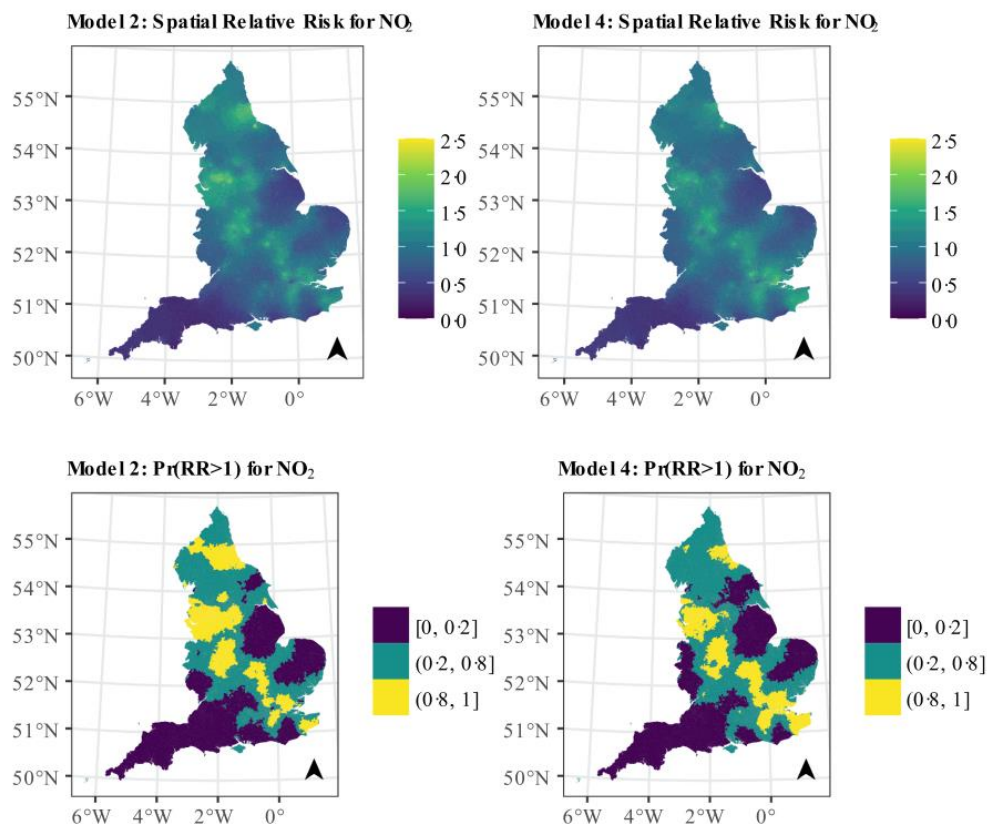 Model 2: Spatial Relative Risk for NO₂
Model 4: Spatial Relative Risk for NO₂
55°N
54°N
53°N
52°N
51°N
50°N
6°W 4°W 2°W 0°
2·5
2·0
1·5
1·0
0·5
0·0
55°N
54°N
53°N
52°N
51°N
50°N
6°W 4°W 2°W 0°
2·5
2·0
1·5
1·0
0·5
0·0
Model 2: Pr(RR>1) for NO₂
Model 4: Pr(RR>1) for NO₂
55°N
54°N
53°N
52°N
51°N
50°N
6°W 4°W 2°W 0°
[0, 0·2]
(0·2, 0·8]
(0·8, 1]
55°N
54°N
53°N
52°N
51°N
50°N
6°W 4°W 2°W 0°
[0, 0·2]
(0·2, 0·8]
(0·8, 1]